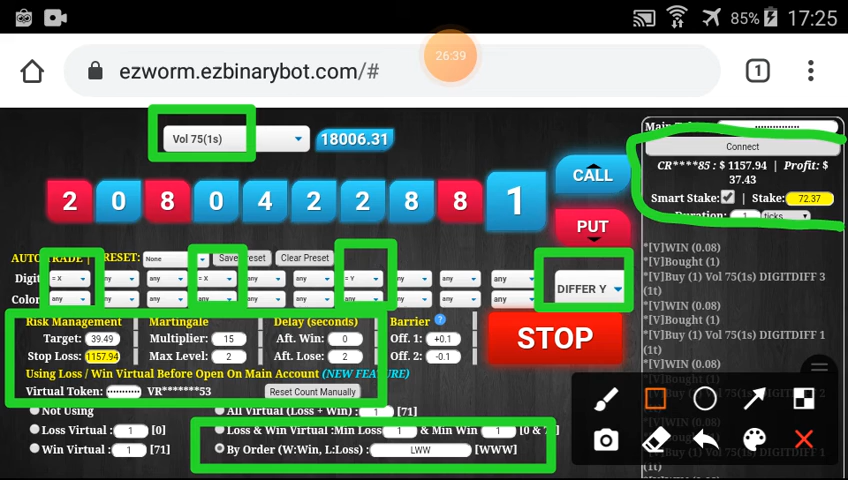 85% 17:25
26:39
ezworm.ezbinarybot.com/#
1
Vol 75(1s)
18006.31
2 0 8 0 4 2 2 8 8 1
CALL
PUT
Connect
CR****85 : $ 1157.94 | Profit: $
37.43
Smart Stake: | Stake: 72.37
Duration: 1 ticks
PRESET: None Save Preset Clear Preset
= X any = X any = Y any any any
any any any any any any any any
DIFFER Y
Risk Management Martingale Delay (seconds) Barrier ?
Target: 39.49 Multiplier: 15 Aft. Win: 0 Off. 1: +0.1
Stop Loss: 1157.94 Max Level: 2 Aft. Lose: 2 Off. 2: -0.1
STOP
Using Loss / Win Virtual Before Open On Main Account (NEW FEATURE)
Virtual Token: VR*******53 Reset Count Manually
Not Using All Virtual (Loss + Win) : 1 [71]
Loss Virtual : 1 [0] Loss & Win Virtual :Min Loss 1 & Min Win 1
Win Virtual : 1 [71] By Order (W:Win, L:Loss) : LWW [WWW]
*[V]WIN (0.08)
*[V]Bought (1)
*[V]Buy (1) Vol 75(1s) DIGITDIFF 3
(1t)
*[V]WIN (0.08)
*[V]Bought (1)
*[V]Buy (1) Vol 75(1s) DIGITDIFF 1
(1t)
*[V]WIN (0.08)